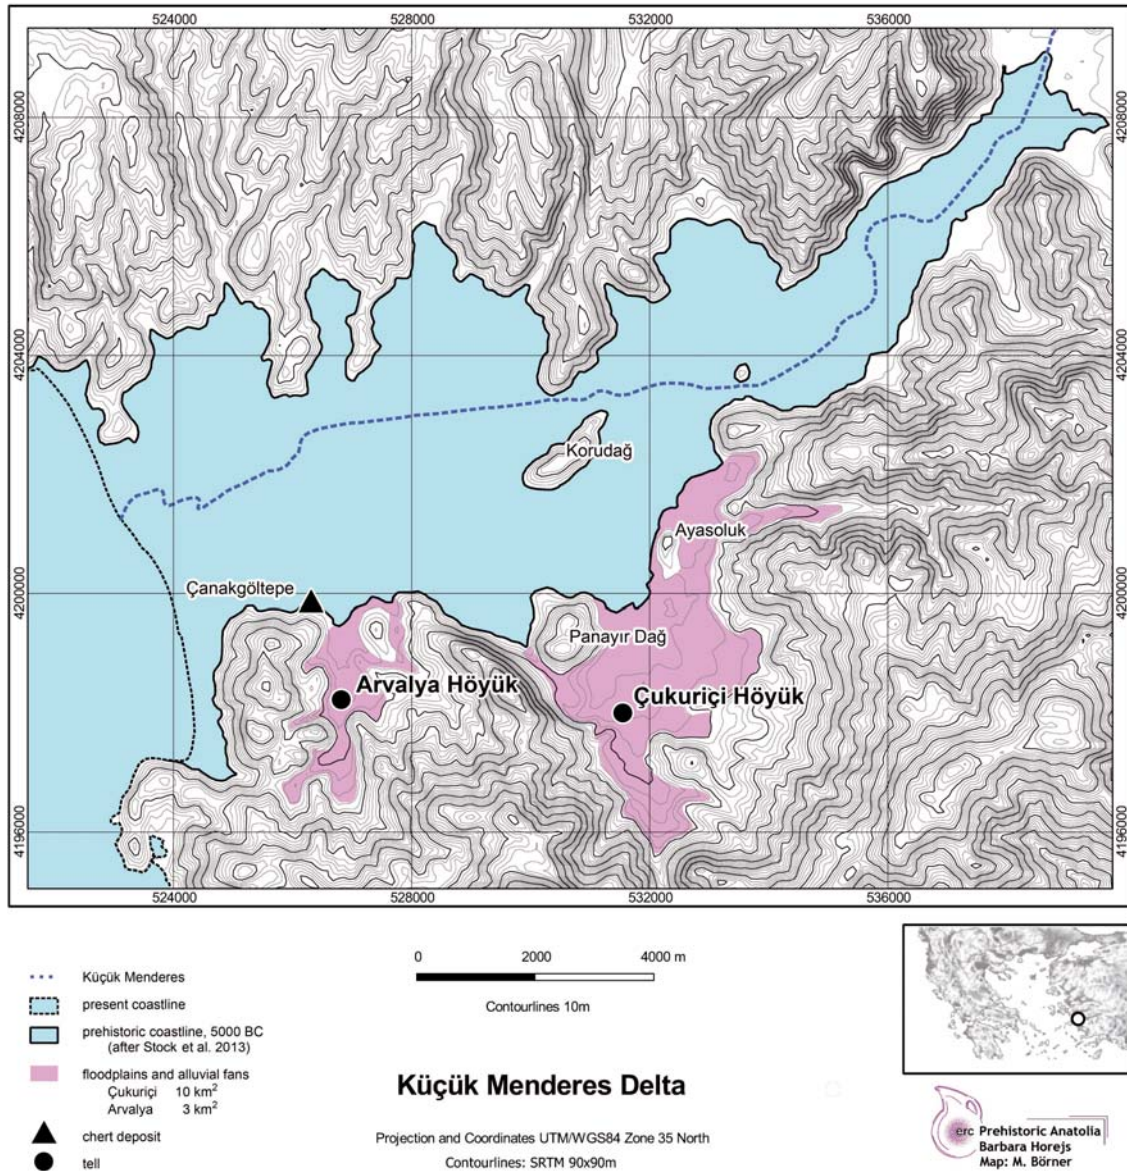 524000 528000 532000 536000
4208000 4208000
4204000 4204000
Korudağ
Ayasoluk
Çanakgöltepe
4200000 4200000
Panayır Dağ
Arvalya Höyük
Çukuriçi Höyük
4196000 4196000
524000 528000 532000 536000
0 2000 4000 m
Contourlines 10m
Küçük Menderes
present coastline
prehistoric coastline, 5000 BC
(after Stock et al. 2013)
floodplains and alluvial fans
Çukuriçi 10 km²
Arvalya 3 km²
chert deposit
tell
Küçük Menderes Delta
Projection and Coordinates UTM/WGS84 Zone 35 North
Contourlines: SRTM 90x90m
erc Prehistoric Anatolia
Barbara Horejs
Map: M. Börner